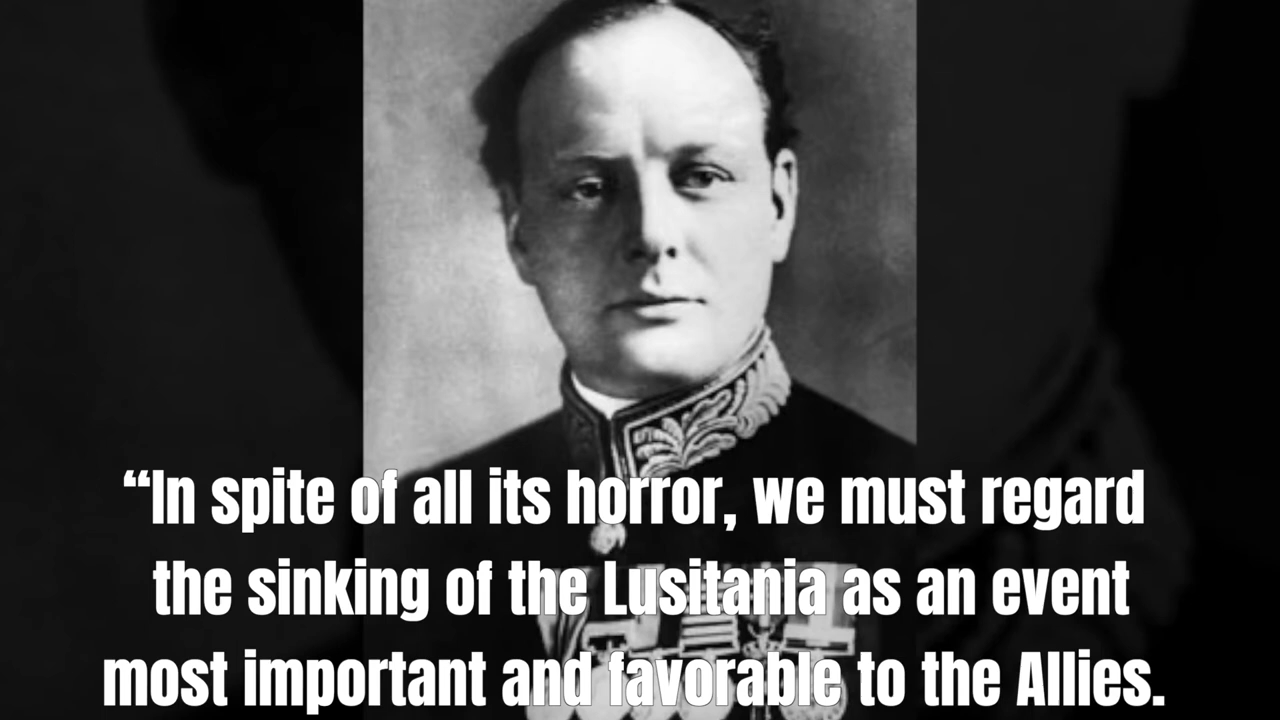 “In spite of all its horror, we must regard
the sinking of the Lusitania as an event
most important and favorable to the Allies.